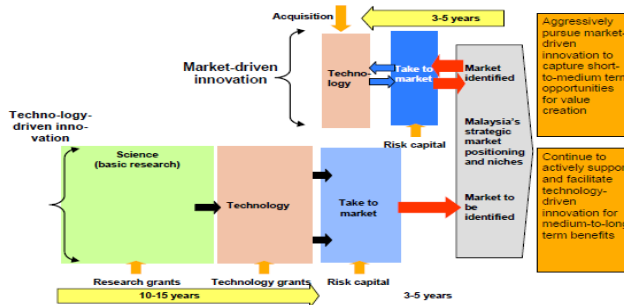 Acquisition
3-5 years
Market-driven
innovation
Techno-
logy
Take to
market
Market
identified
Risk capital
Malaysia's
strategic
market
positioning
and niches
Aggressively
pursue market-
driven
innovation to
capture short-
to-medium term
opportunities
for value
creation
Techno-logy-
driven inno-
vation
Science
(basic research)
Technology
Take to
market
Market to
be
identified
Continue to
actively support
and facilitate
technology-
driven
innovation for
medium-to-long
term benefits
Research grants
Technology grants
Risk capital
10-15 years
3-5 years